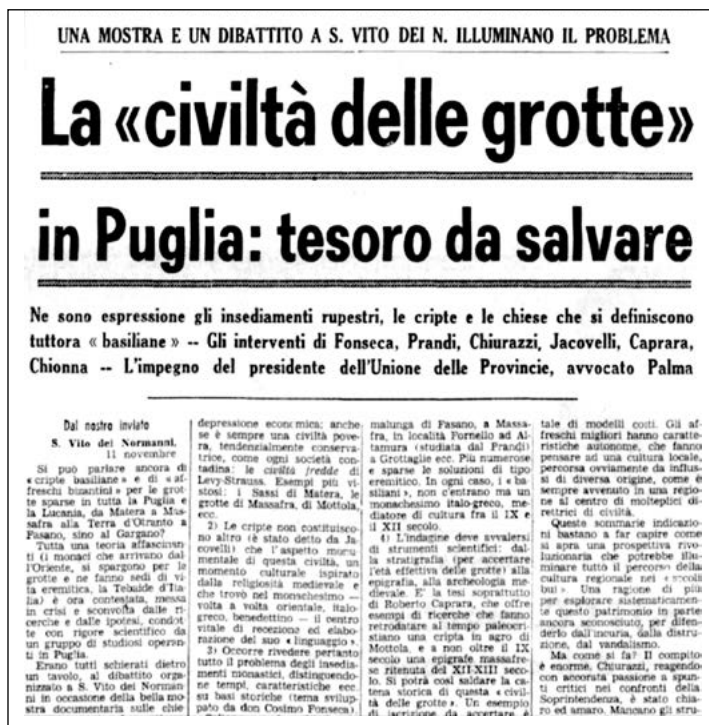 UNA MOSTRA E UN DIBATTITO A S. VITO DEI N. ILLUMINANO IL PROBLEMA
La «civiltà delle grotte»
in Puglia: tesoro da salvare
Ne sono espressione gli insediamenti rupestri, le cripte e le chiese che si definiscono
tuttora « basiliane » -- Gli interventi di Fonseca, Prandi, Chiurazzi, Jacovelli, Caprara,
Chionna -- L'impegno del presidente dell'Unione delle Provincie, avvocato Palma
Dal nostro inviato
S. Vito dei Normanni,
11 novembre
Si può parlare ancora di
« cripte basiliane » e di « af-
freschi bizantini » per le grot-
te sparse in tutta la Puglia e
la Lucania, da Matera a Mas-
safra alla Terra d'Otranto a
Fasano, sino al Gargano?
Tutta una teoria affascinan-
te (i monaci che arrivano dal-
l'Oriente, si spargono per le
grotte e ne fanno sedi di vi-
ta eremitica, la Tebaide d'Ita-
lia) è ora contestata, messa
in crisi e sconvolta dalle ri-
cerche e dalle ipotesi, condot-
te con rigore scientifico da
un gruppo di studiosi operan-
ti in Puglia.
Erano tutti schierati dietro
un tavolo, al dibattito orga-
nizzato a S. Vito dei Norman-
ni in occasione della bella mo-
stra documentaria sulle chie-
depressione economica; anche
se è sempre una civiltà pove-
ra, tendenzialmente conserva-
trice, come ogni società con-
tadina: le civiltà fredde di
Levy-Strauss. Esempi più vi-
stosi: i Sassi di Matera, le
grotte di Massafra, di Mottola,
ecc.
2) Le cripte non costituisco-
no altro (è stato detto da Ja-
covelli) che l'aspetto monu-
mentale di questa civiltà, un
momento culturale ispirato
dalla religiosità medievale e
che trovò nel monachesimo —
volta a volta orientale, italo-
greco, benedettino — il centro
vitale di recezione ed elabo-
razione del suo « linguaggio ».
3) Occorre rivedere pertanto
tutto il problema degli insedia-
menti monastici, distinguendo-
ne tempi, caratteristiche ecc.
su basi storiche (tema svilup-
pato da don Cosimo Fonseca)
malunga di Fasano, a Massa-
fra, in località Fornello ad Al-
tamura (studiata dal Prandi)
a Grottaglie ecc. Più numerose
e sparse le soluzioni di tipo
eremitico. In ogni caso, i « ba-
siliani », non c'entrano ma un
monachesimo italo-greco, me-
diatore di cultura fra il IX e
il XII secolo.
4) L'indagine deve avvalersi
di strumenti scientifici: dal-
la stratigrafia (per accertare
l'età effettiva delle grotte) alla
epigrafia, alla archeologia me-
dievale. E' la tesi soprattutto
di Roberto Caprara, che offre
esempi di ricerche che fanno
retrodatare al tempo paleocri-
stiano una cripta in agro di
Mottola, e a non oltre il IX
secolo una epigrafe massafre-
se ritenuta del XII-XIII seco-
lo. Si potrà così saldare la ca-
tena storica di questa « civil-
tà delle grotte ». Un esempio
di iscrizione da accertare è
tale di modelli colti. Gli af-
freschi migliori hanno caratte-
ristiche autonome, che fanno
pensare ad una cultura locale,
percorsa ovviamente da influs-
si di diversa origine, come è
sempre avvenuto in una regio-
ne al centro di molteplici di-
rettrici di civiltà.
Queste sommarie indicazio-
ni bastano a far capire come
si apra una prospettiva rivo-
luzionaria che potrebbe illu-
minare tutto il percorso della
cultura regionale nei « secoli
bui ». Una ragione di più
per esplorare sistematicamen-
te questo patrimonio in parte
ancora sconosciuto, per difen-
derlo dall'incuria, dalla distru-
zione, dal vandalismo.
Ma come si fa? Il compito
è enorme, Chiurazzi, reagendo
con accorata passione a spun-
ti critici nei confronti della
Soprintendenza, è stato chia-
ro ed amaro. Mancano gli stru-